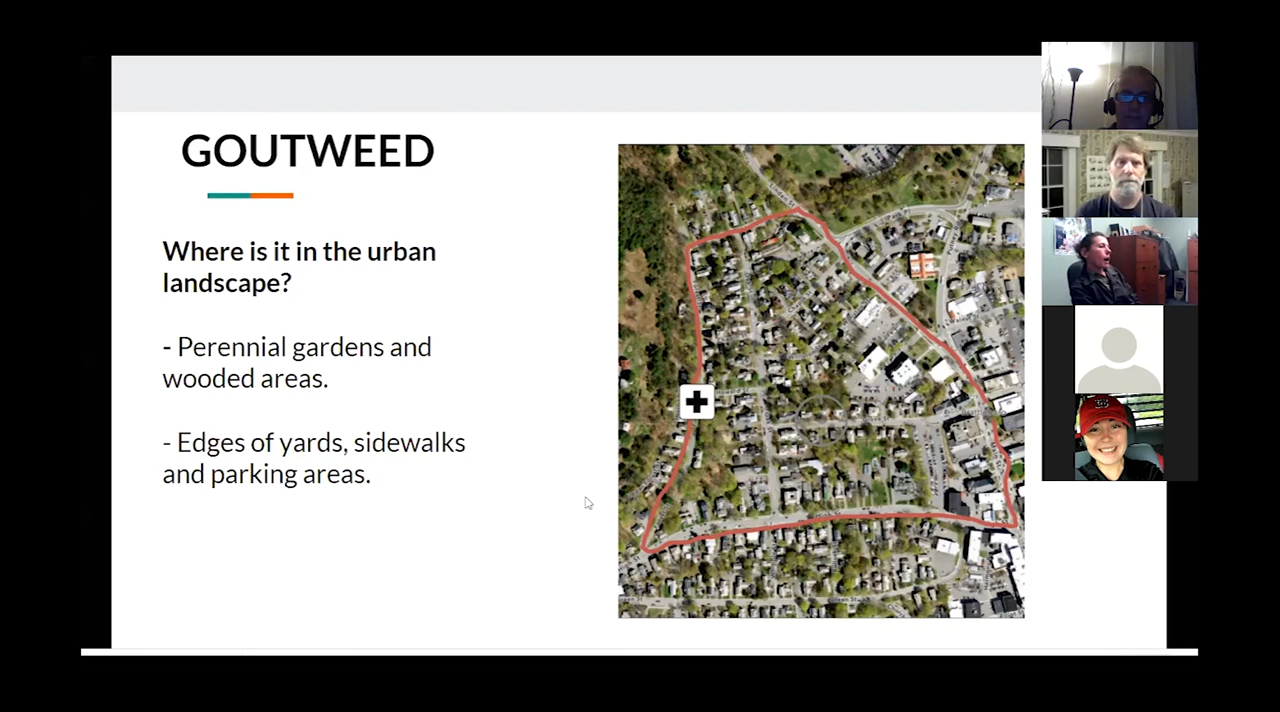 GOUTWEED
Where is it in the urban
landscape?
- Perennial gardens and
wooded areas.
- Edges of yards, sidewalks
and parking areas.